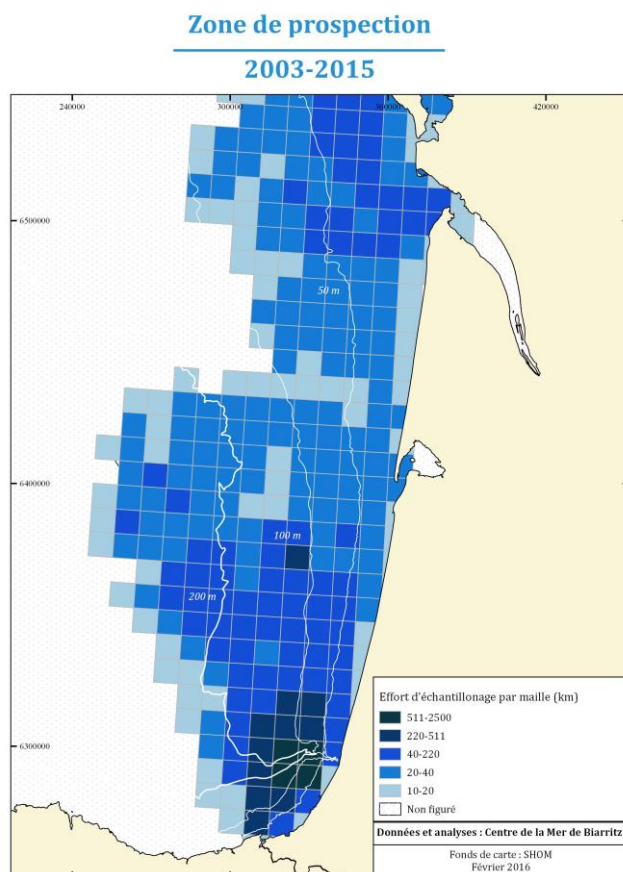 Zone de prospection
2003-2015
240000
300000
360000
420000
6500000
50 m
6400000
100 m
200 m
6300000
Effort d'échantillonage par maille (km)
511-2500
220-511
40-220
20-40
10-20
Non figuré
Données et analyses : Centre de la Mer de Biarritz
Fonds de carte : SHOM
Février 2016